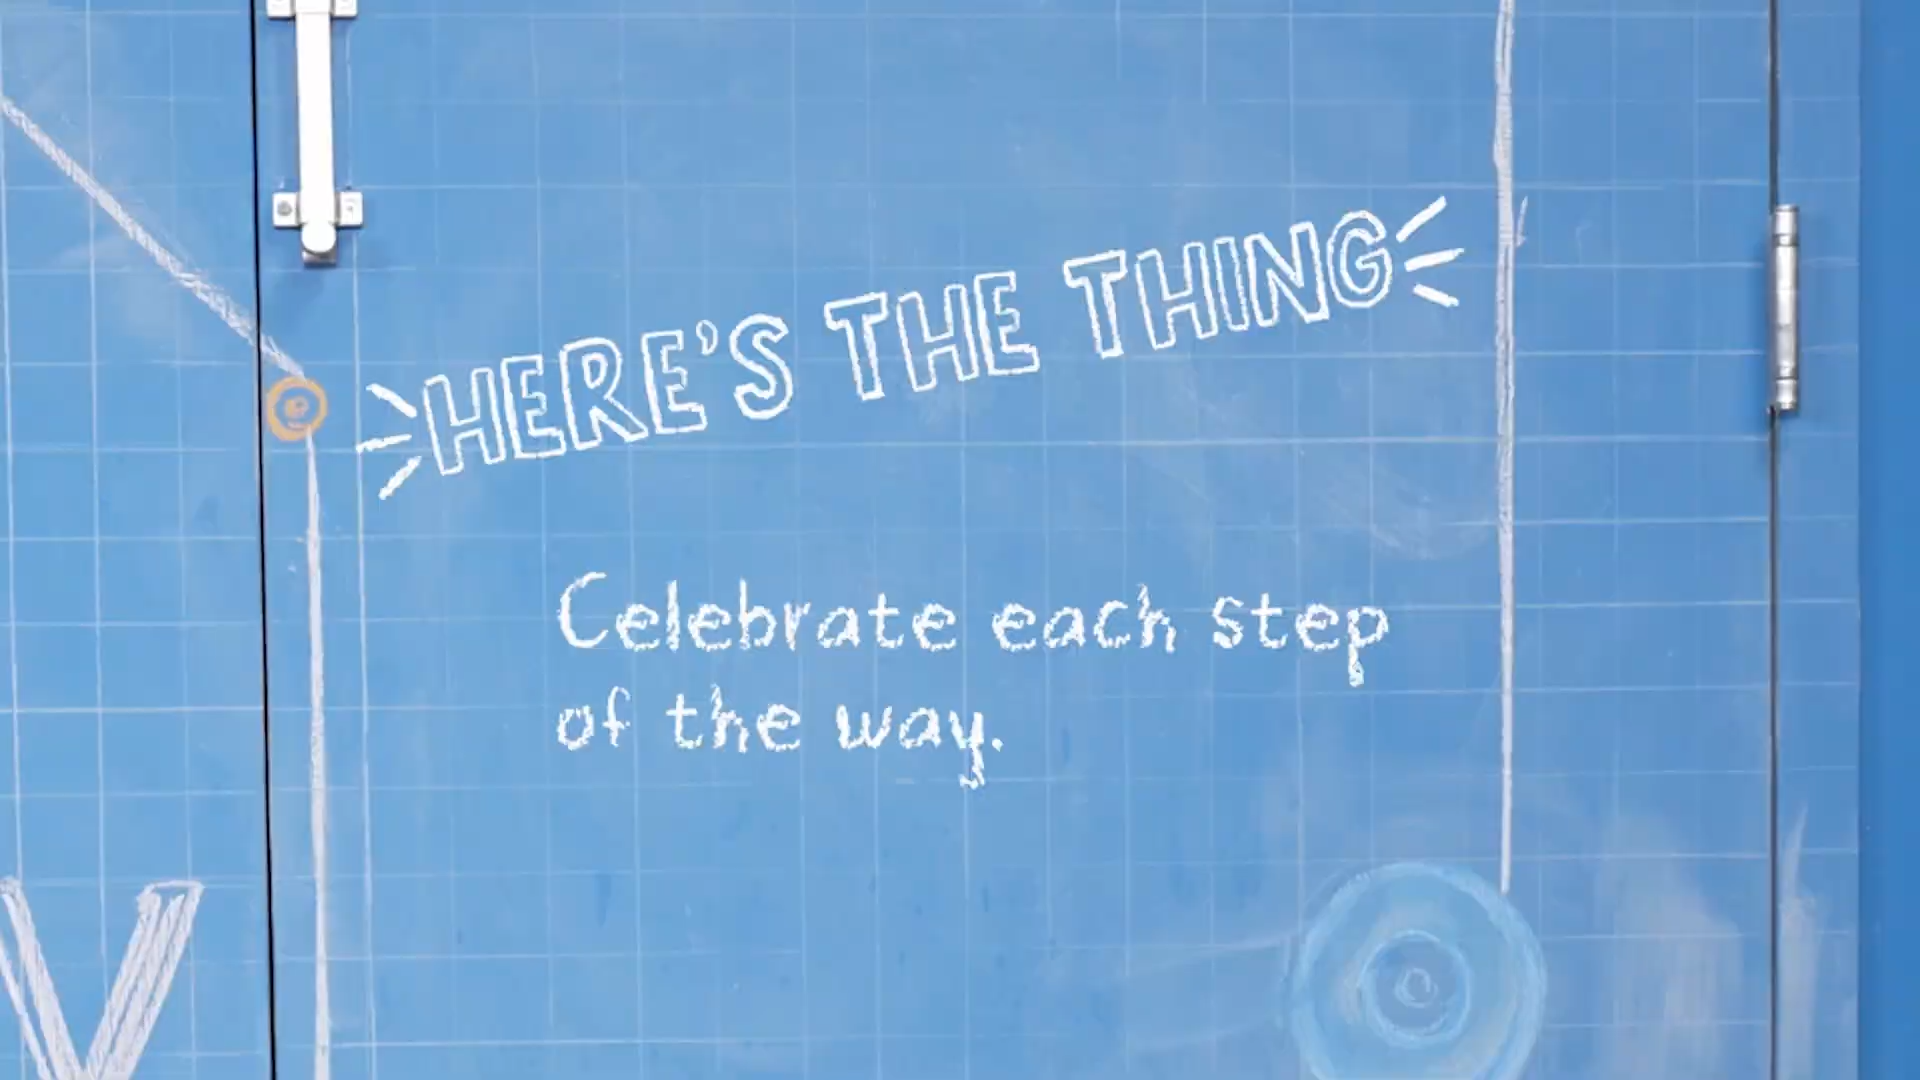 HERE'S THE THING
Celebrate each step
of the way.